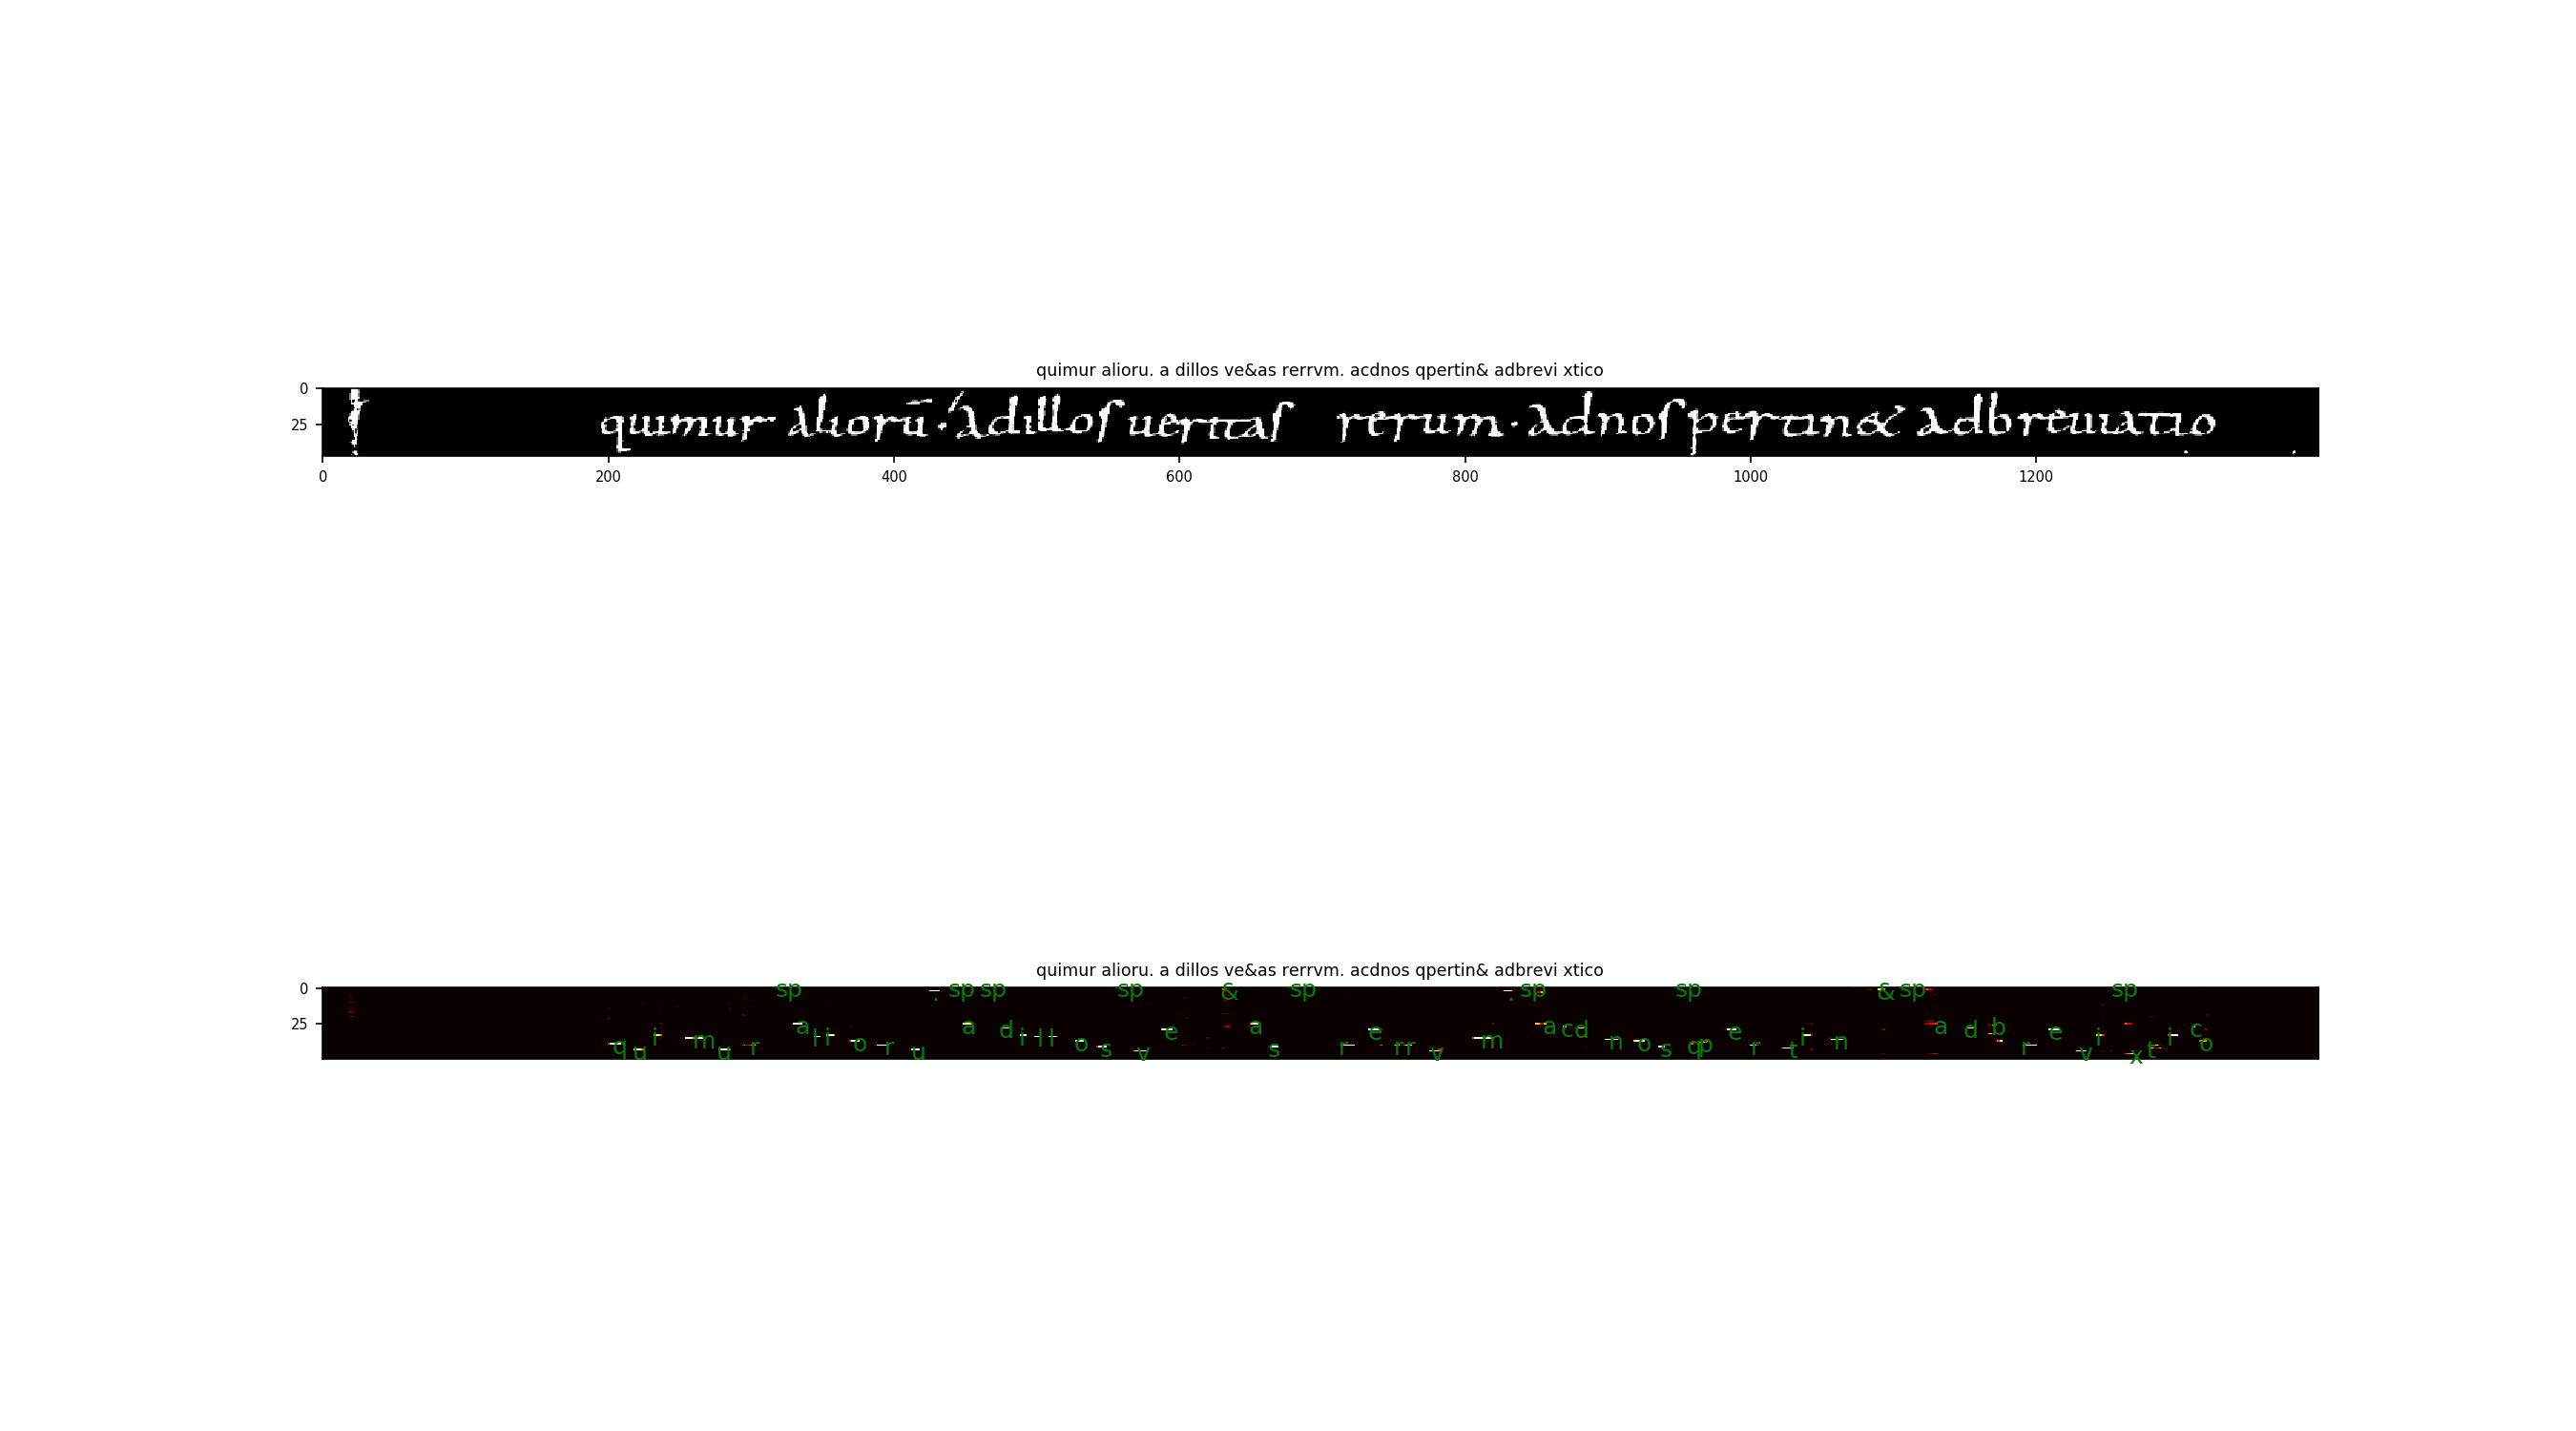 quimur alioru. a dillos ve&as rerrvm. acdnos qpertin& adbrevi xtico
0
25
quimur aliorū. Adillos ueritas rerum. Adnos pertin& adbreuiatio
0 200 400 600 800 1000 1200
quimur alioru. a dillos ve&as rerrvm. acdnos qpertin& adbrevi xtico
0
25
sp . sp sp sp & sp . sp sp & sp sp
q u i m u r a l i o r u a d i l l o s v e a s r e r r v m a c d n o s q p e r t i n a d b r e v i x t i c o